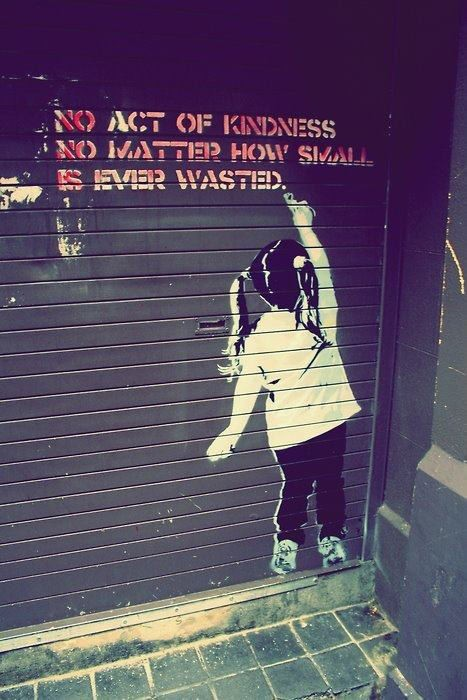 NO ACT OF KINDNESS
NO MATTER HOW SMALL
IS EVER WASTED.